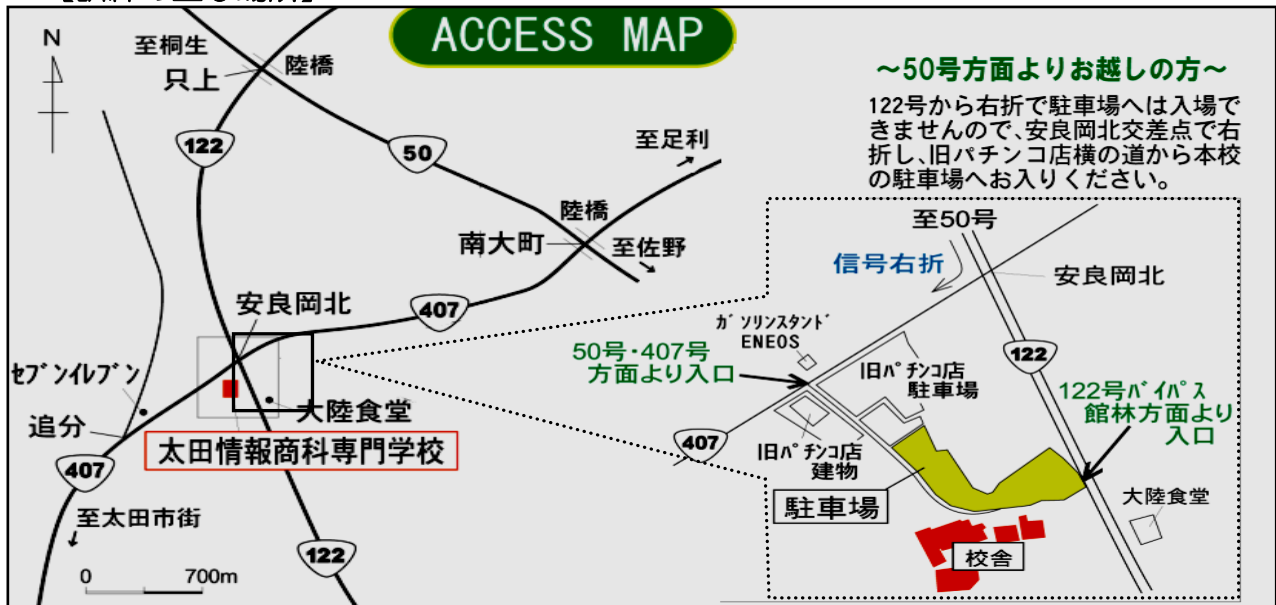 ACCESS MAP
N
至桐生
只上
陸橋
122
50
至足利
陸橋
南大町
至佐野
安良岡北
407
ｾﾌﾞﾝｲﾚﾌﾞﾝ
追分
大陸食堂
太田情報商科専門学校
407
至太田市街
122
0 700m
～50号方面よりお越しの方～
122号から右折で駐車場へは入場で
きませんので、安良岡北交差点で右
折し、旧パチンコ店横の道から本校
の駐車場へお入りください。
至50号
信号右折
安良岡北
ｶﾞｿﾘﾝｽﾀﾝﾄﾞ
ENEOS
50号・407号
方面より入口
旧ﾊﾟﾁﾝｺ店
駐車場
122
122号ﾊﾞｲﾊﾟｽ
館林方面より
入口
407
旧ﾊﾟﾁﾝｺ店
建物
駐車場
大陸食堂
校舎